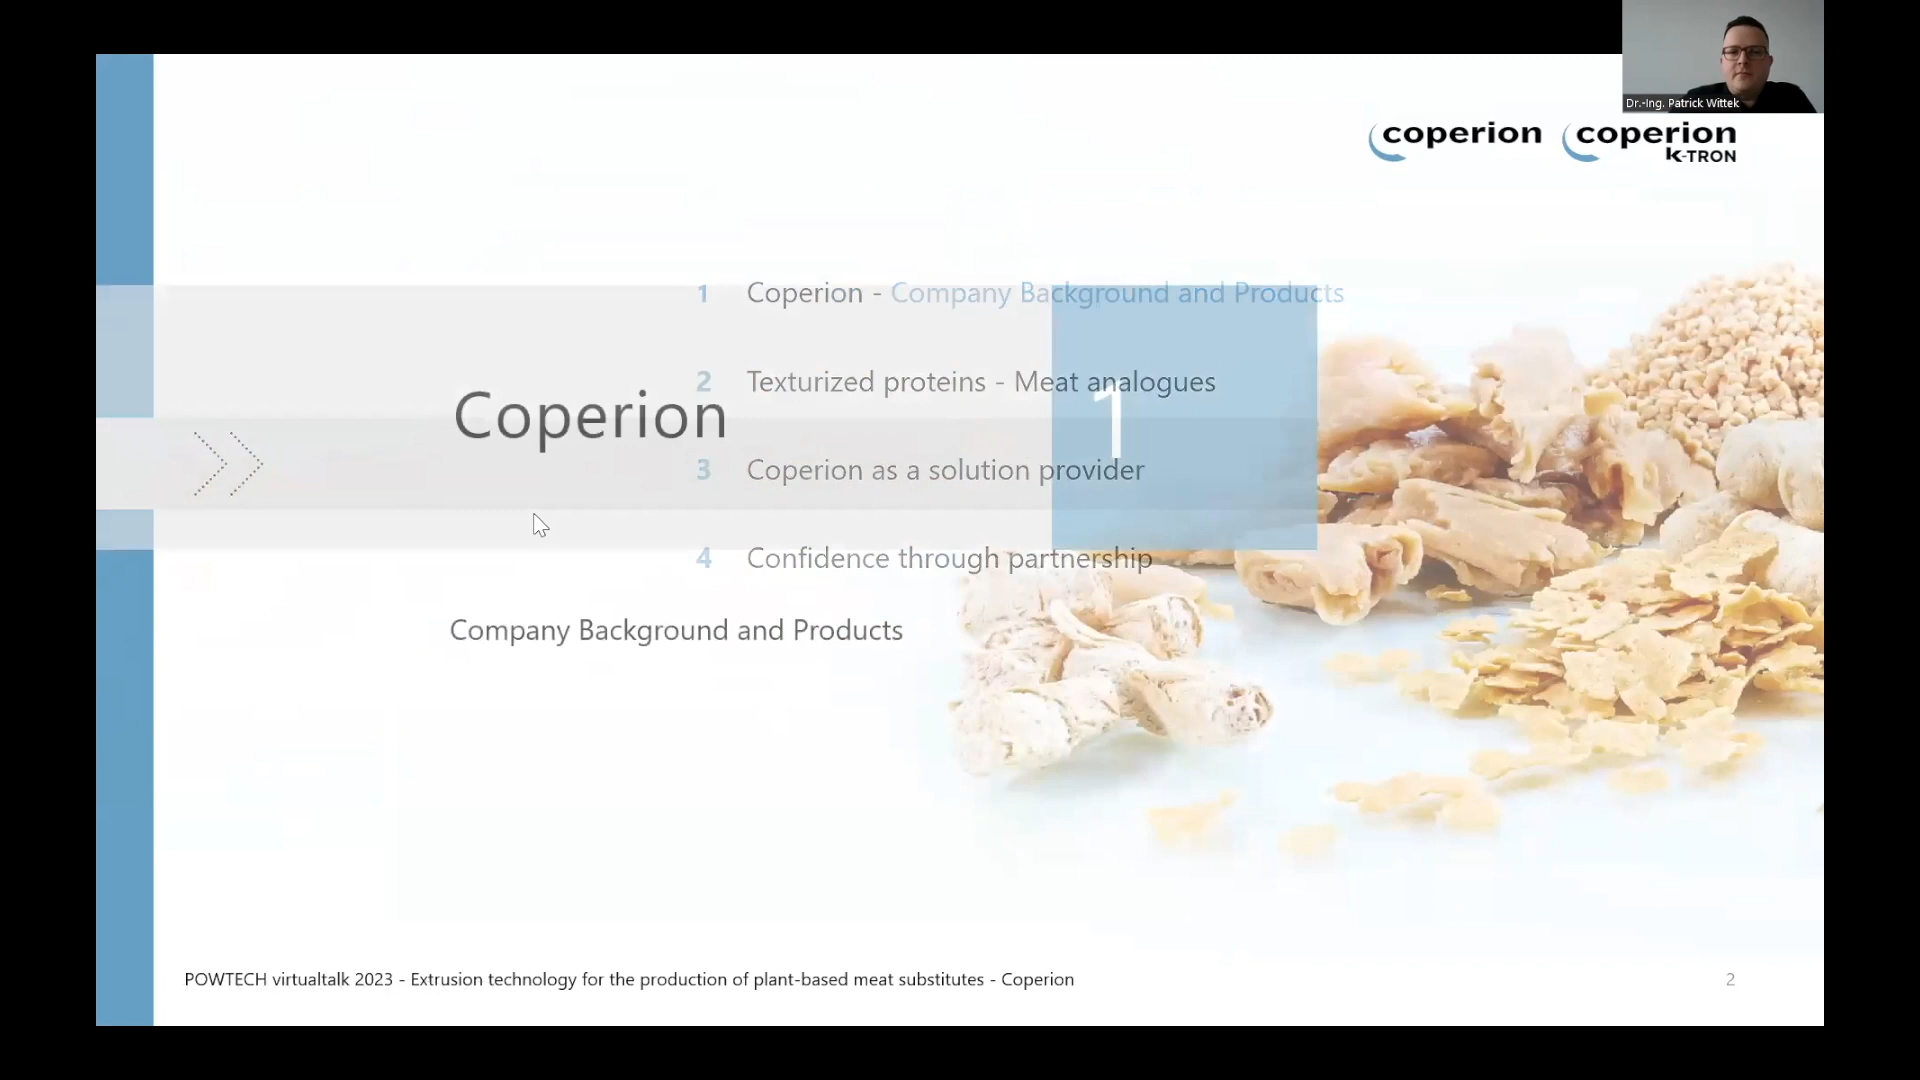 Dr.-Ing. Patrick Wittek
coperion
coperion
K-TRON
1 Coperion - Company Background and Products
2 Texturized proteins - Meat analogues
Coperion
1
3 Coperion as a solution provider
4 Confidence through partnership
Company Background and Products
POWTECH virtualtalk 2023 - Extrusion technology for the production of plant-based meat substitutes - Coperion
2